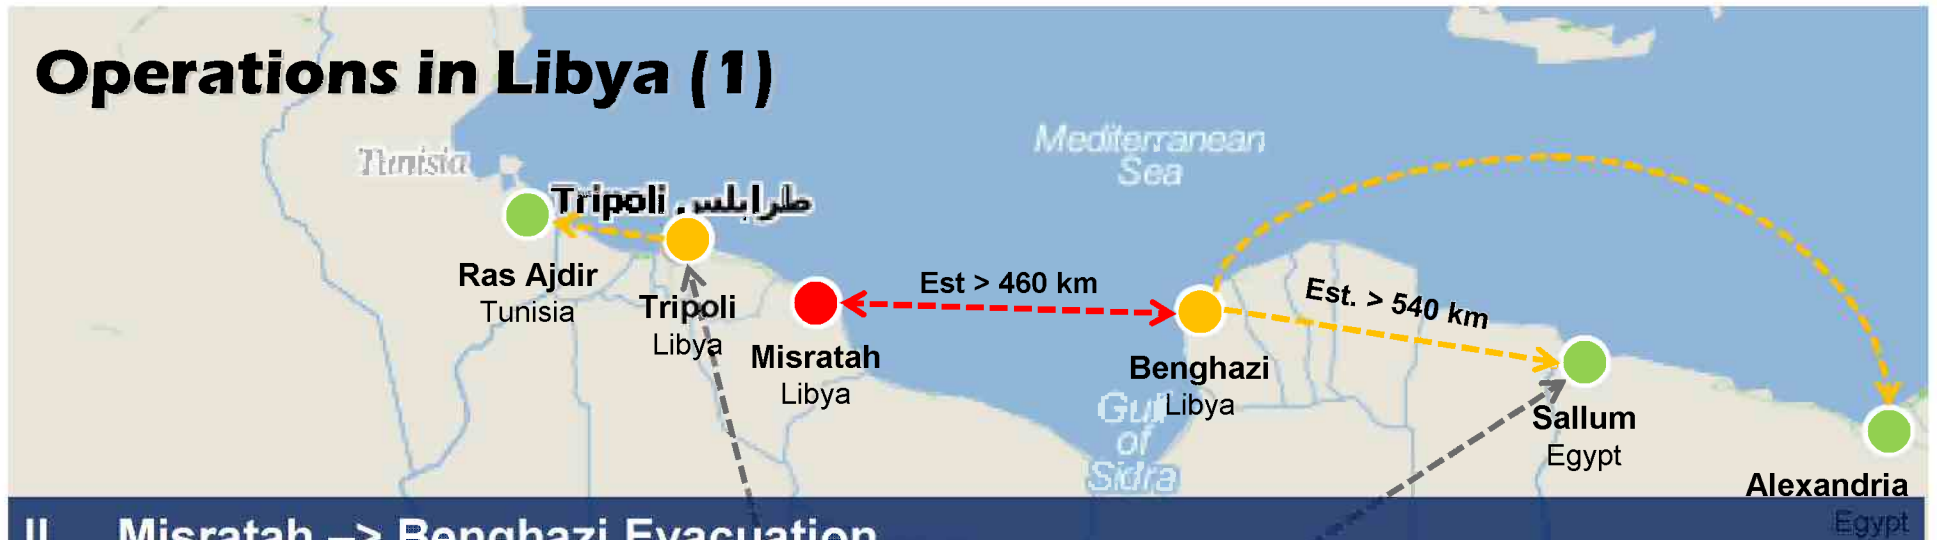 Operations in Libya (1)
Mediterranean
Sea
Tunisia
Tripoli طرابلس
Ras Ajdir
Tunisia
Tripoli
Libya
Misratah
Libya
Est > 460 km
Benghazi
Libya
Est. > 540 km
Gulf
of
Sidra
Sallum
Egypt
Alexandria
Egypt
II. Misratah –> Benghazi Evacuation